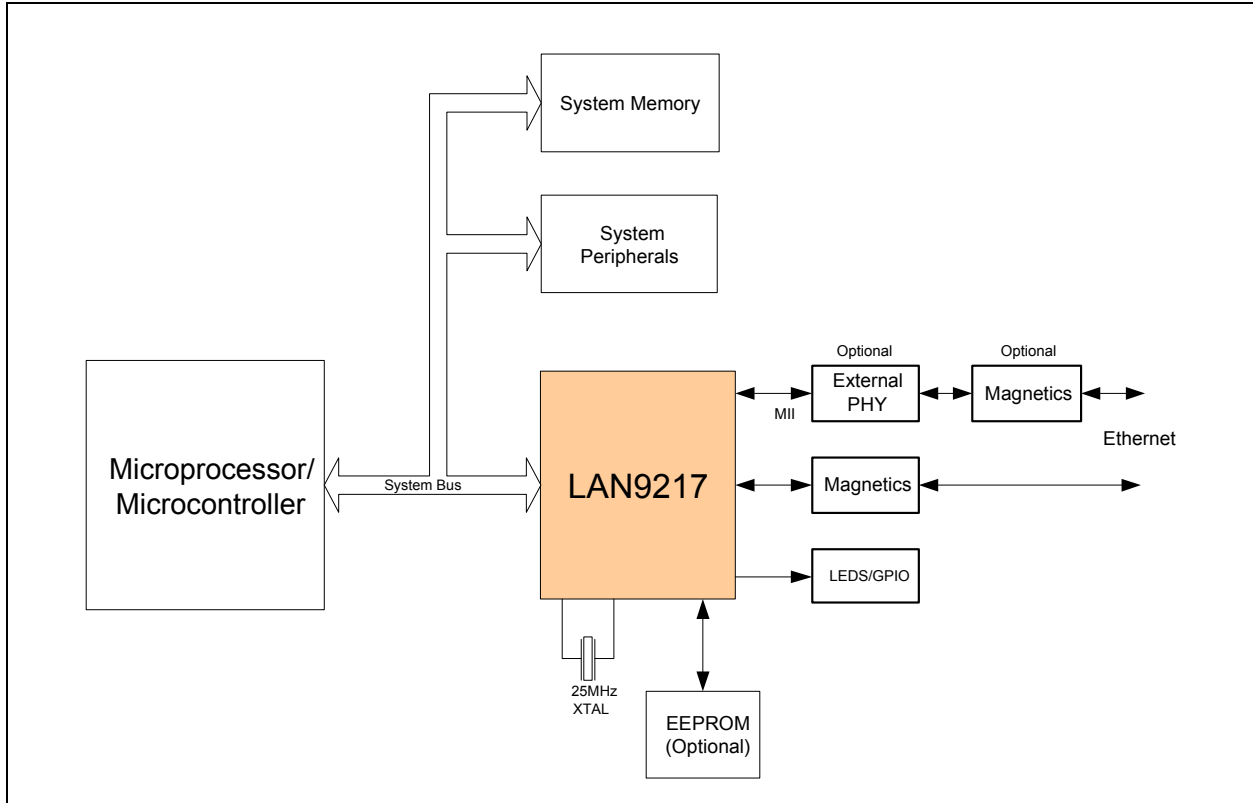 System Memory
System
Peripherals
Optional
Optional
External
PHY
Magnetics
MII
Ethernet
Microprocessor/
Microcontroller
System Bus
LAN9217
Magnetics
LEDS/GPIO
25MHz
XTAL
EEPROM
(Optional)